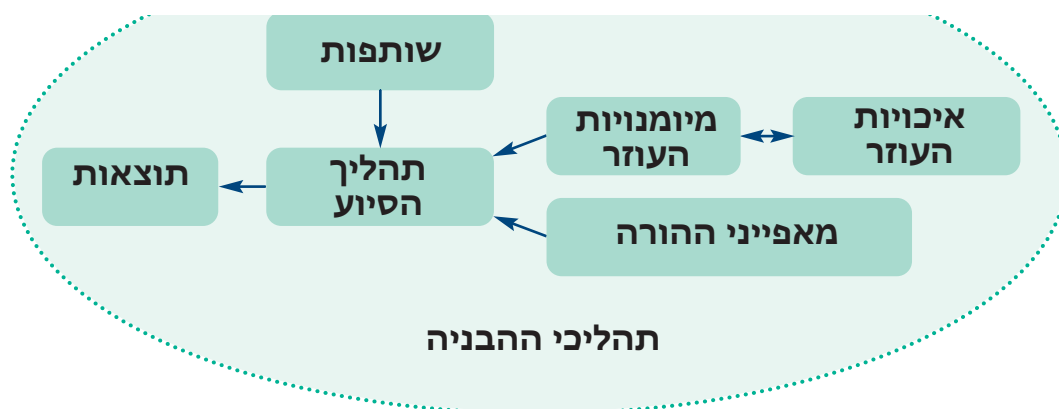 שותפות
איכויות
העוזר
מיומנויות
העוזר
תהליך
הסיוע
תוצאות
מאפייני ההורה
תהליכי ההבניה